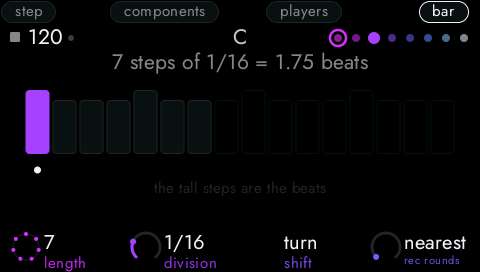 step components players bar
120 C
7 steps of 1/16 = 1.75 beats
the tall steps are the beats
7 1/16 turn nearest
length division shift rec rounds